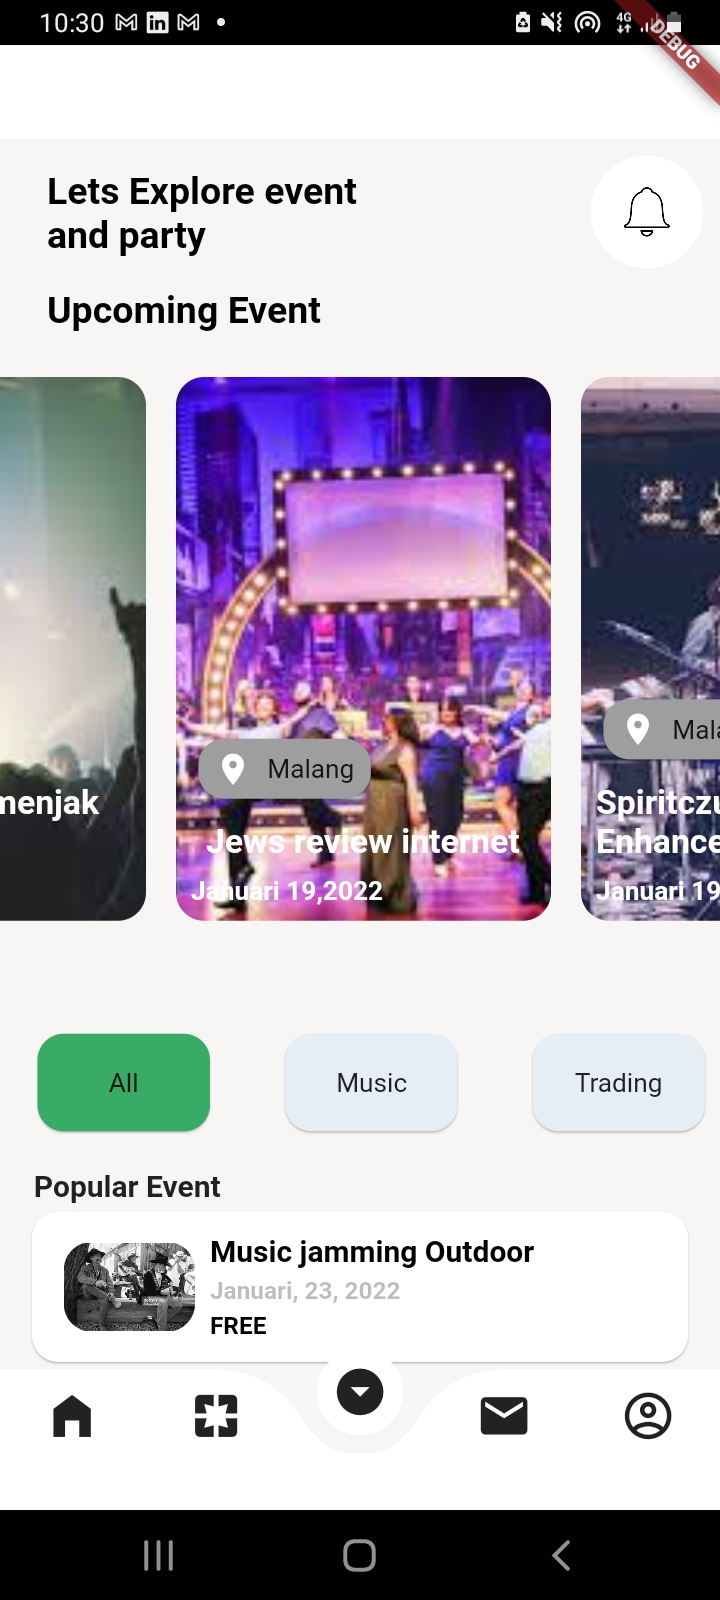 10:30
4G
DEBUG
Lets Explore event
and party
Upcoming Event
menjak
Malang
Jews review internet
Januari 19,2022
Mala
Spiritczu
Enhance
Januari 19
All
Music
Trading
Popular Event
Music jamming Outdoor
Januari, 23, 2022
FREE